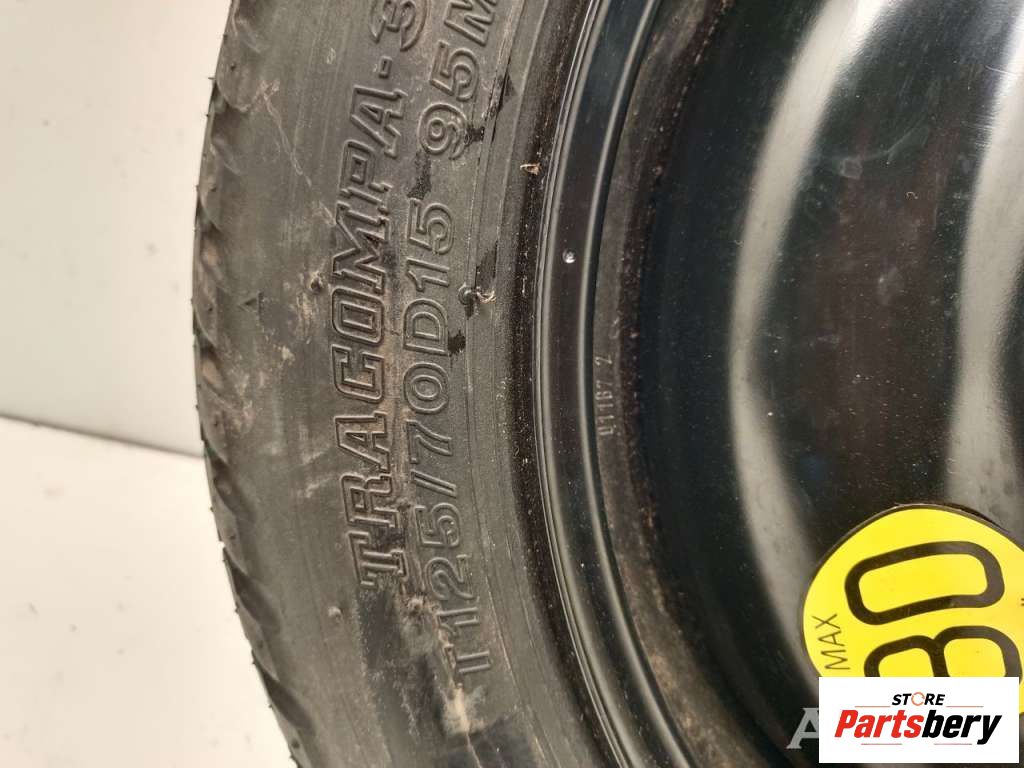 TRACOMPA-3
T125/70D15 95M
MAX
80
STORE
Partsbery